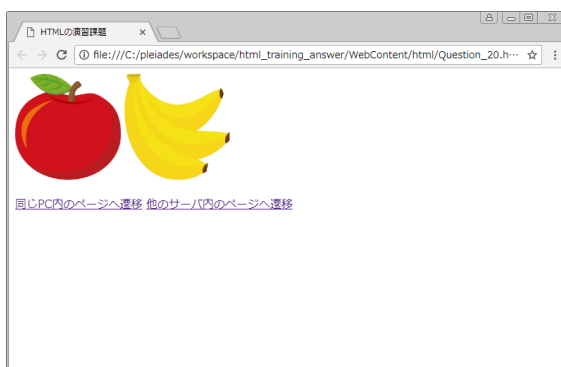 HTMLの演習課題
file:///C:/pleiades/workspace/html_training_answer/WebContent/html/Question_20.h…
同じPC内のページへ遷移 他のサーバ内のページへ遷移